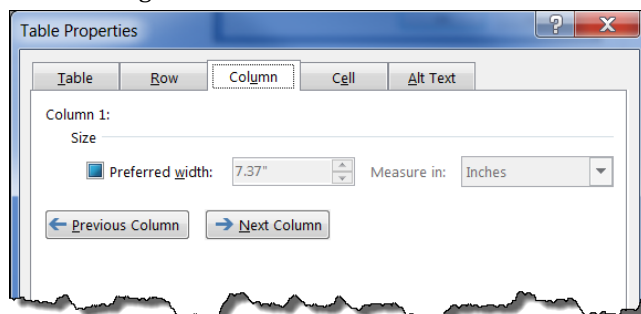 Table Properties
?
X
Table Row Column Cell Alt Text
Column 1:
Size
Preferred width: 7.37" Measure in: Inches
Previous Column Next Column